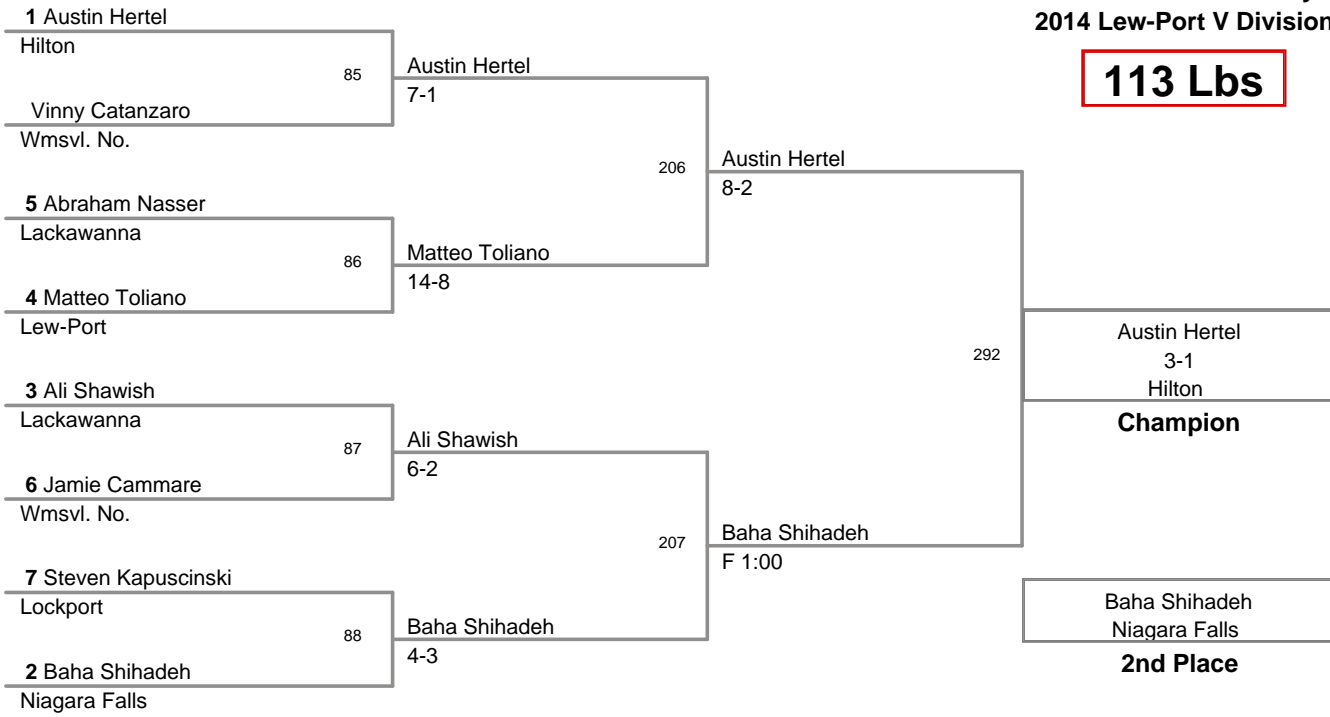 2014 Lew-Port V Division
113 Lbs
1 Austin Hertel
Hilton
85
Vinny Catanzaro
Wmsvl. No.
Austin Hertel
7-1
5 Abraham Nasser
Lackawanna
86
4 Matteo Toliano
Lew-Port
Matteo Toliano
14-8
206
Austin Hertel
8-2
3 Ali Shawish
Lackawanna
87
6 Jamie Cammare
Wmsvl. No.
Ali Shawish
6-2
7 Steven Kapuscinski
Lockport
88
2 Baha Shihadeh
Niagara Falls
Baha Shihadeh
4-3
207
Baha Shihadeh
F 1:00
292
Austin Hertel
3-1
Hilton
Champion
Baha Shihadeh
Niagara Falls
2nd Place